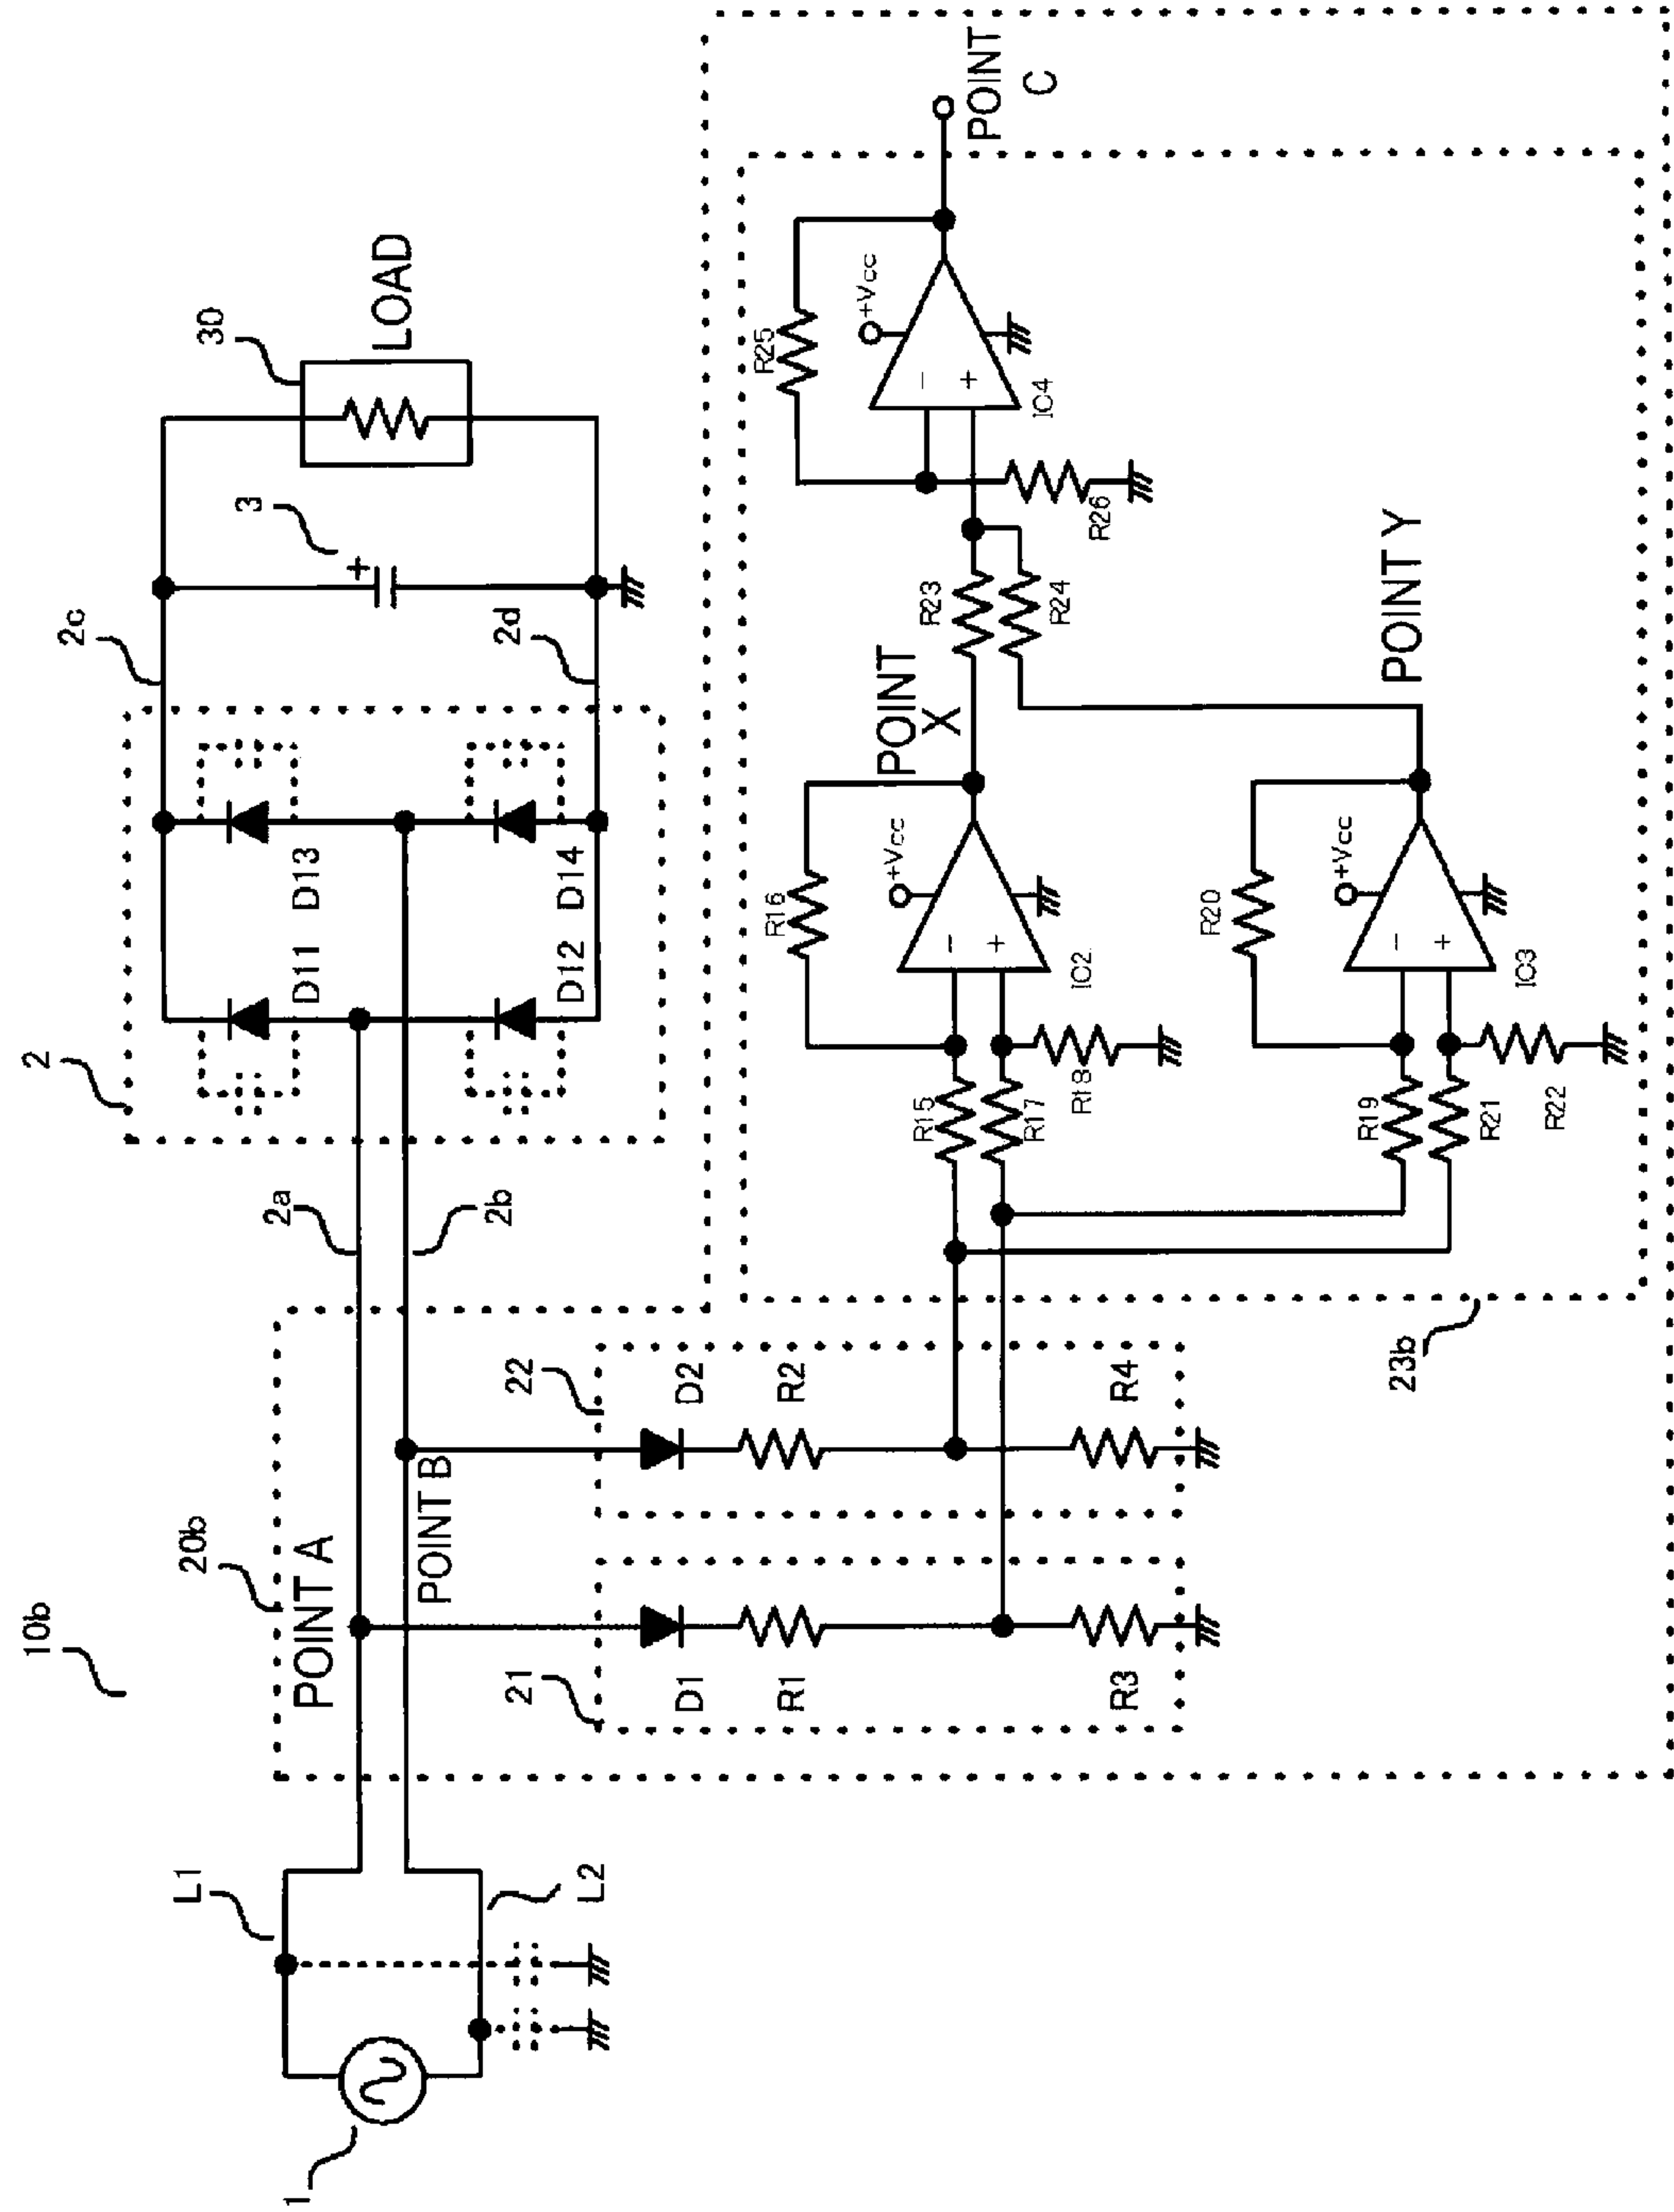 10b
20b
1
L1
L2
POINT A
POINT B
2a
2b
2
D11
D13
D12
D14
2c
2d
3
+
30
LOAD
21
D1
R1
R3
22
D2
R2
R4
23b
R15
R16
R17
R18
-
+
+Vcc
IC2
POINT
X
R19
R20
R21
R22
-
+
+Vcc
IC3
POINT Y
R23
R24
R25
R26
-
+
+Vcc
IC4
POINT
C